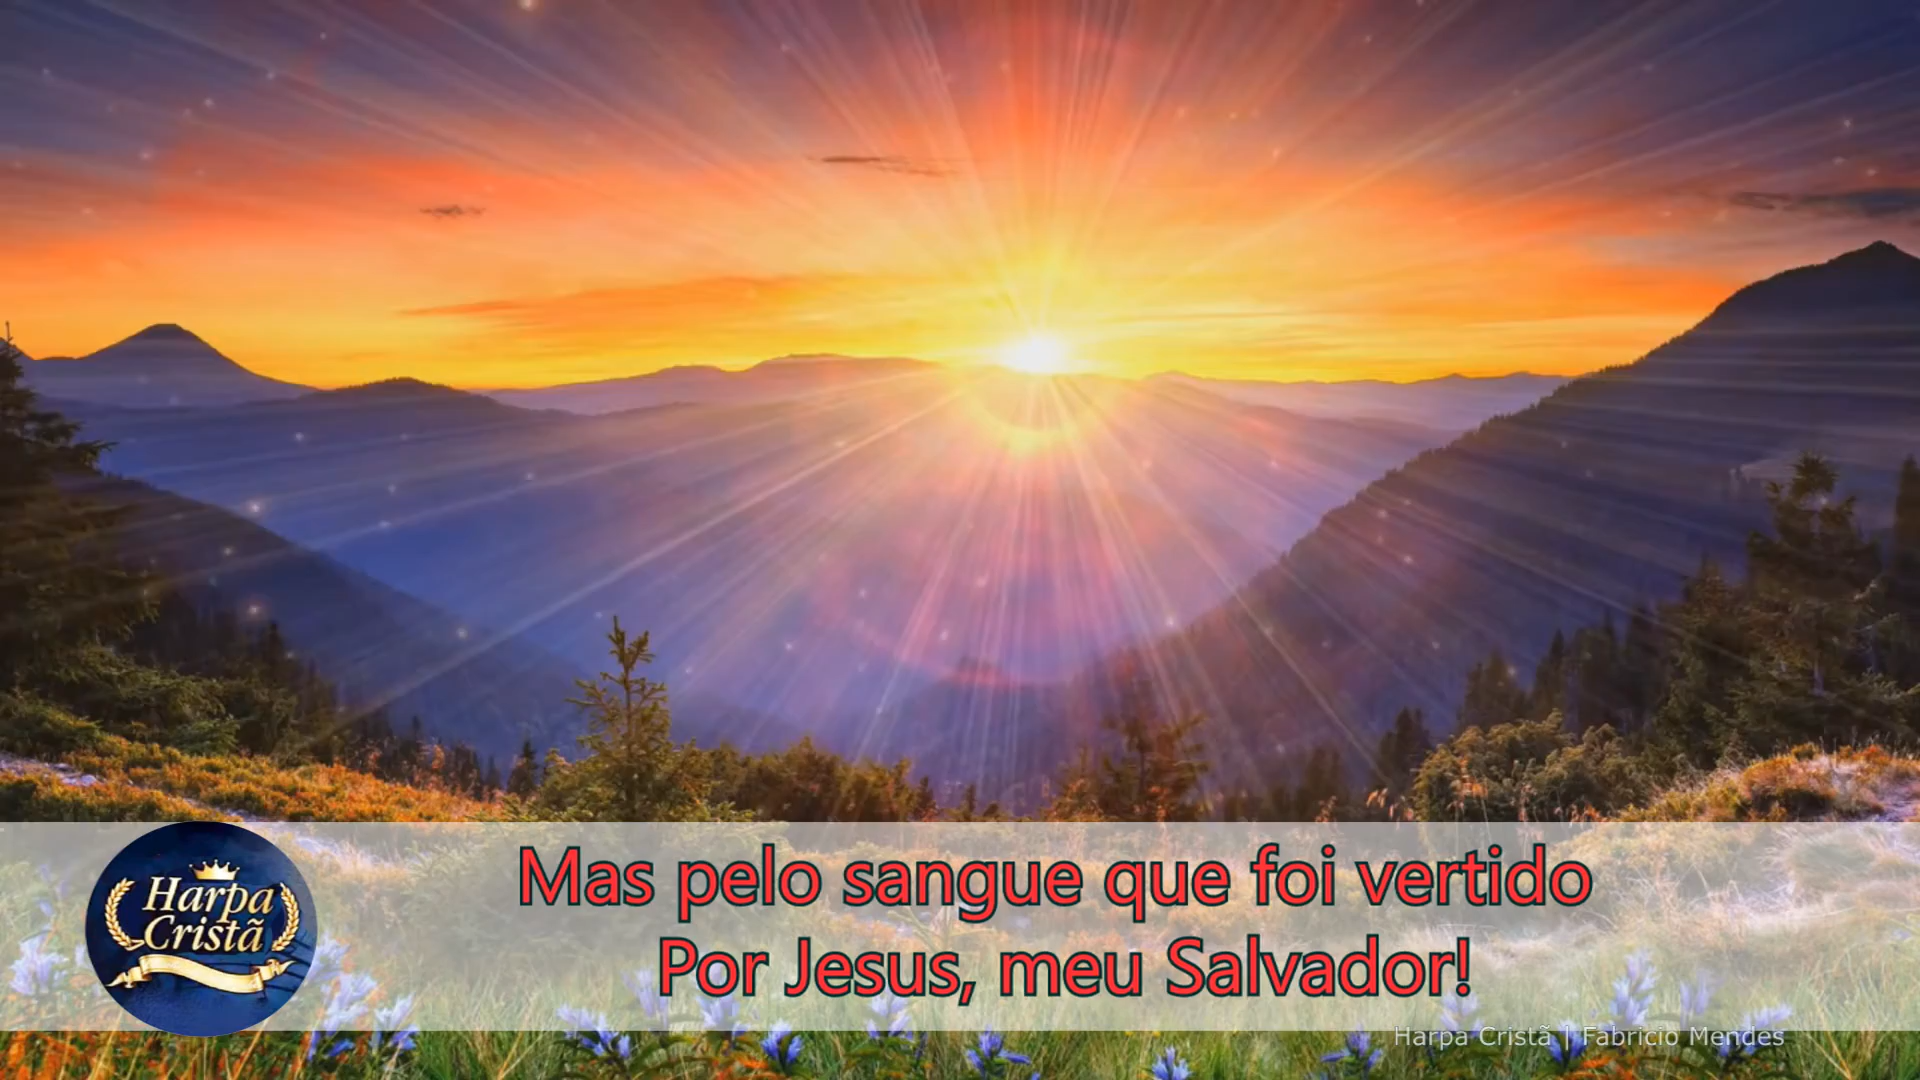 Mas pelo sangue que foi vertido
Por Jesus, meu Salvador!
Harpa
Cristã
Harpa Cristã | Fabricio Mendes